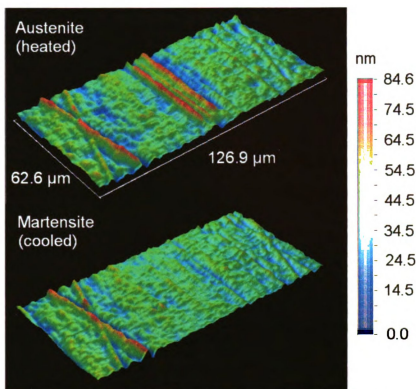 Austenite
(heated)
62.6 µm
126.9 µm
Martensite
(cooled)
nm
84.6
74.5
64.5
54.5
44.5
34.5
24.5
14.5
0.0